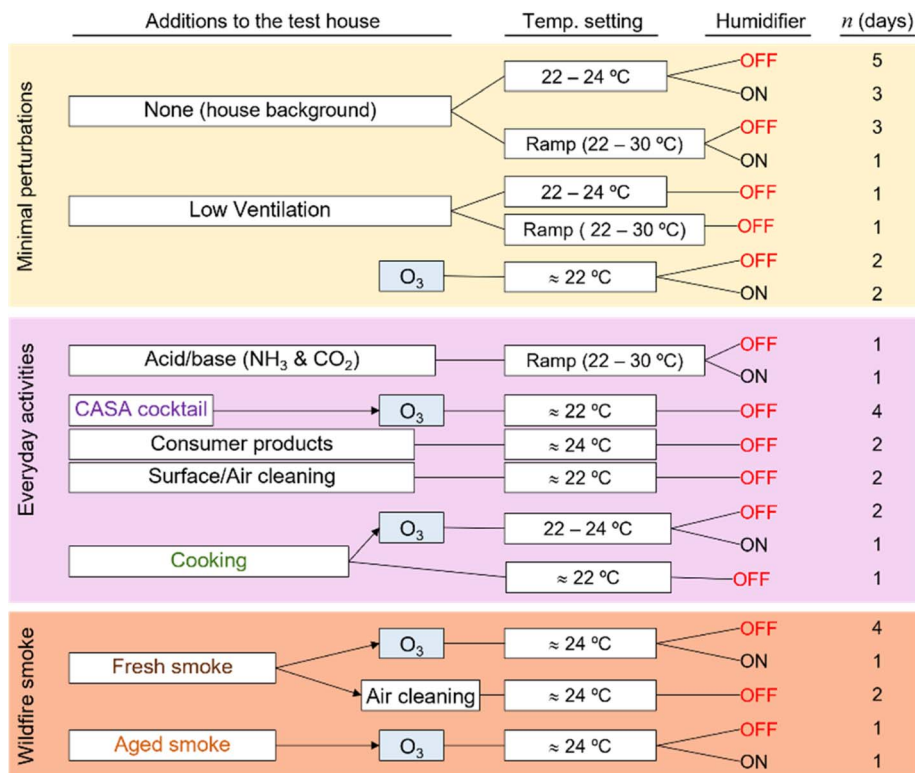 Additions to the test house Temp. setting Humidifier n (days)
Minimal perturbations
22 – 24 ºC OFF 5
None (house background) ON 3
Ramp (22 – 30 ºC) OFF 3
ON 1
Low Ventilation 22 – 24 ºC OFF 1
Ramp ( 22 – 30 ºC) OFF 1
O₃ ≈ 22 ºC OFF 2
ON 2
Everyday activities
Acid/base (NH₃ & CO₂) Ramp (22 – 30 ºC) OFF 1
ON 1
CASA cocktail O₃ ≈ 22 ºC OFF 4
Consumer products ≈ 24 ºC OFF 2
Surface/Air cleaning ≈ 22 ºC OFF 2
O₃ 22 – 24 ºC OFF 2
ON 1
Cooking ≈ 22 ºC OFF 1
Wildfire smoke
Fresh smoke O₃ ≈ 24 ºC OFF 4
ON 1
Air cleaning ≈ 24 ºC OFF 2
Aged smoke O₃ ≈ 24 ºC OFF 1
ON 1